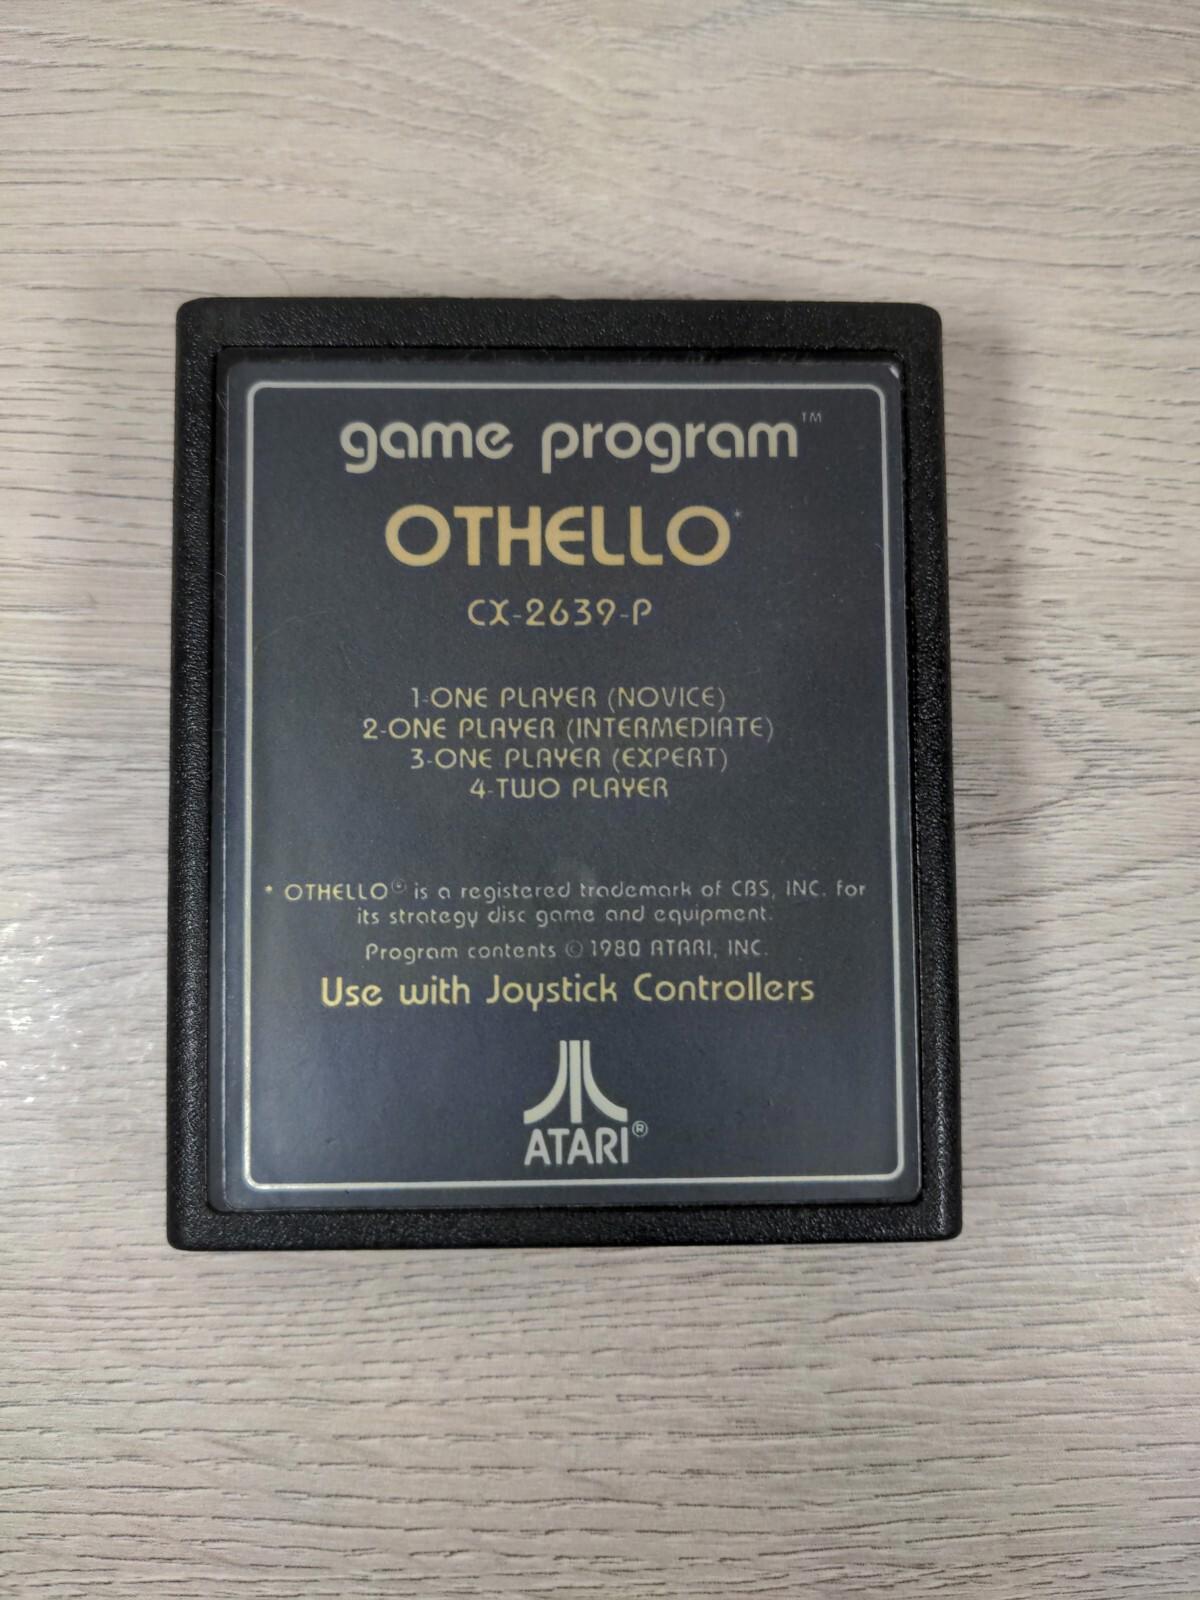 game program™
OTHELLO*
CX-2639-P
1-ONE PLAYER (NOVICE)
2-ONE PLAYER (INTERMEDIATE)
3-ONE PLAYER (EXPERT)
4-TWO PLAYER
* OTHELLO® is a registered trademark of CBS, INC. for
its strategy disc game and equipment.
Program contents © 1980 ATARI, INC.
Use with Joystick Controllers
ATARI®